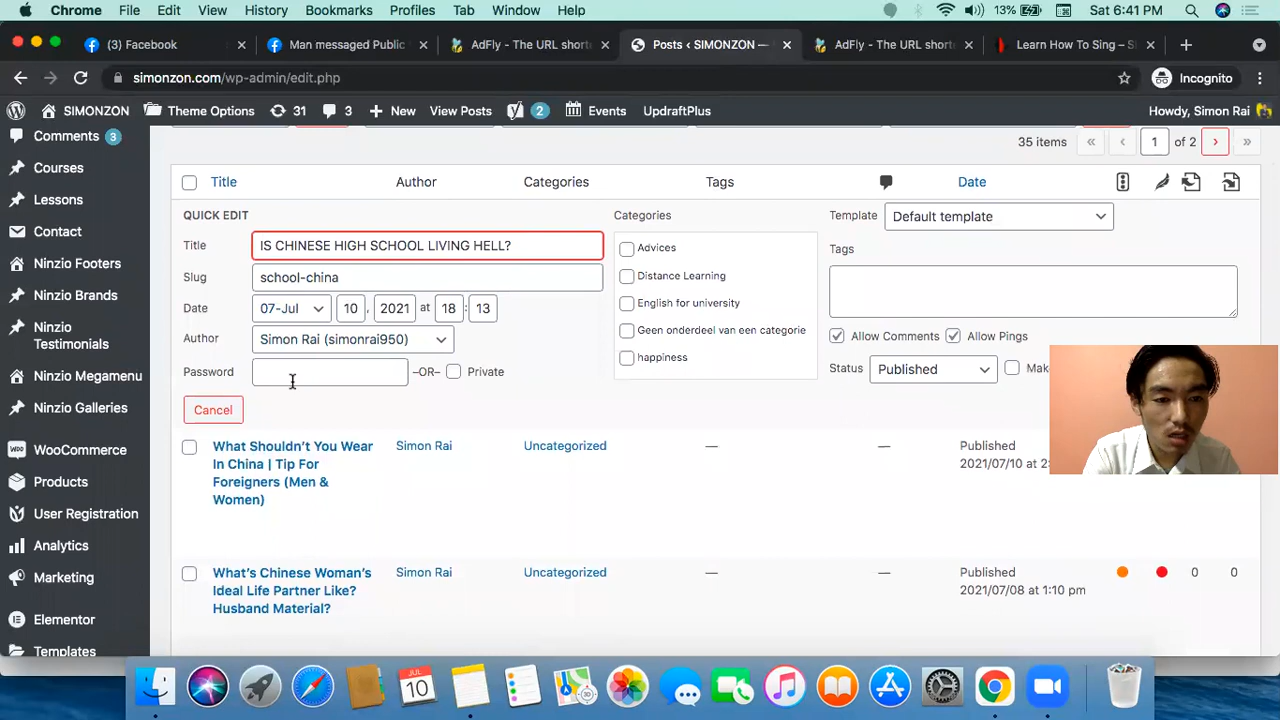 Chrome File Edit View History Bookmarks Profiles Tab Window Help 13% Sat 6:41 PM
(3) Facebook Man messaged Public AdFly - The URL shorte Posts ‹ SIMONZON — AdFly - The URL shorte Learn How To Sing – S
simonzon.com/wp-admin/edit.php Incognito
SIMONZON Theme Options 31 3 New View Posts 2 Events UpdraftPlus Howdy, Simon Rai
Comments 3
Courses
Lessons
Contact
Ninzio Footers
Ninzio Brands
Ninzio
Testimonials
Ninzio Megamenu
Ninzio Galleries
WooCommerce
Products
User Registration
Analytics
Marketing
Elementor
Templates
35 items « ‹ 1 of 2 › »
Title Author Categories Tags Date
QUICK EDIT
Title IS CHINESE HIGH SCHOOL LIVING HELL?
Slug school-china
Date 07-Jul 10 , 2021 at 18 : 13
Author Simon Rai (simonrai950)
Password –OR– Private
Cancel
Categories
Advices
Distance Learning
English for university
Geen onderdeel van een categorie
happiness
Template Default template
Tags
Allow Comments Allow Pings
Status Published
What Shouldn't You Wear
In China | Tip For
Foreigners (Men &
Women)
Simon Rai Uncategorized — — Published
2021/07/10 at 2:
What's Chinese Woman's
Ideal Life Partner Like?
Husband Material?
Simon Rai Uncategorized — — Published 0 0
2021/07/08 at 1:10 pm
JUL
10